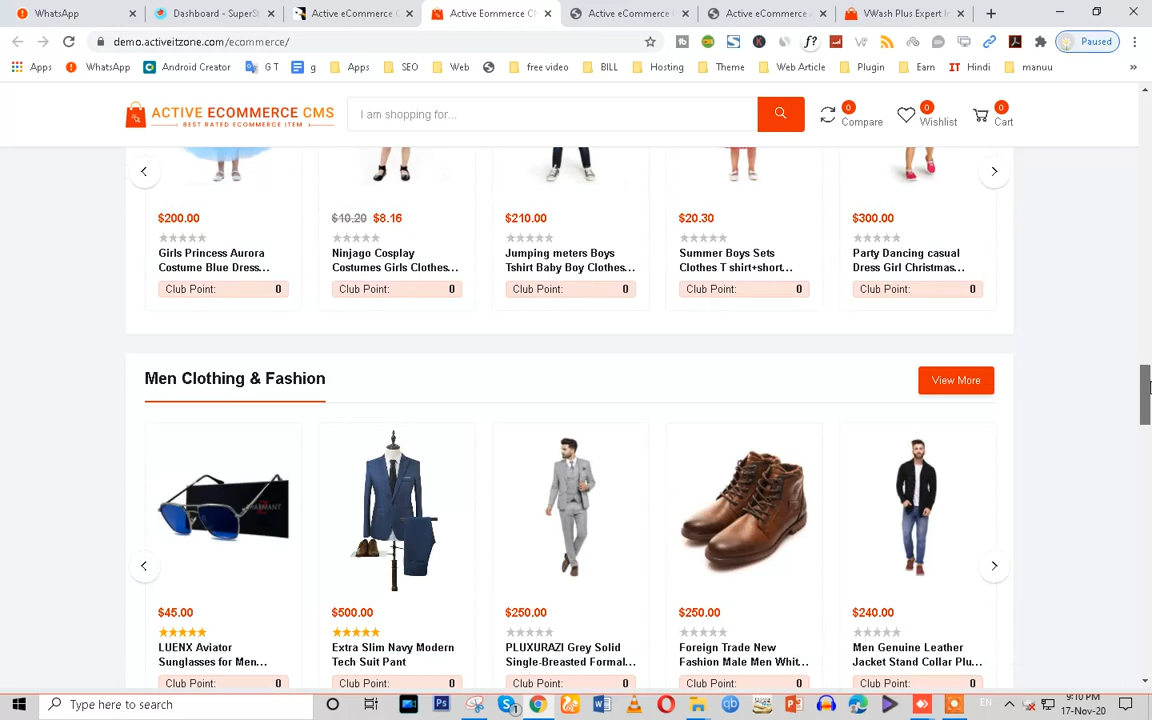 WhatsApp
Dashboard - SuperSt
Active eCommerce C
Active Eommerce C
Active eCommerce
Active eCommerce
VWash Plus Expert In
demo.activeitzone.com/ecommerce/
Paused
Apps WhatsApp Android Creator G T g Apps SEO Web free video BILL Hosting Theme Web Article Plugin Earn IT Hindi manuu
ACTIVE ECOMMERCE CMS
BEST RATED ECOMMERCE ITEM
I am shopping for...
0
Compare
0
Wishlist
0
Cart
$200.00
Girls Princess Aurora
Costume Blue Dress...
Club Point: 0
$10.20 $8.16
Ninjago Cosplay
Costumes Girls Clothes...
Club Point: 0
$210.00
Jumping meters Boys
Tshirt Baby Boy Clothes...
Club Point: 0
$20.30
Summer Boys Sets
Clothes T shirt+short...
Club Point: 0
$300.00
Party Dancing casual
Dress Girl Christmas...
Club Point: 0
Men Clothing & Fashion
View More
$45.00
LUENX Aviator
Sunglasses for Men...
Club Point: 0
$500.00
Extra Slim Navy Modern
Tech Suit Pant
Club Point: 0
$250.00
PLUXURAZI Grey Solid
Single-Breasted Formal...
Club Point: 0
$250.00
Foreign Trade New
Fashion Male Men Whit...
Club Point: 0
$240.00
Men Genuine Leather
Jacket Stand Collar Plu...
Club Point: 0
Type here to search
EN
9:10 PM
17-Nov-20